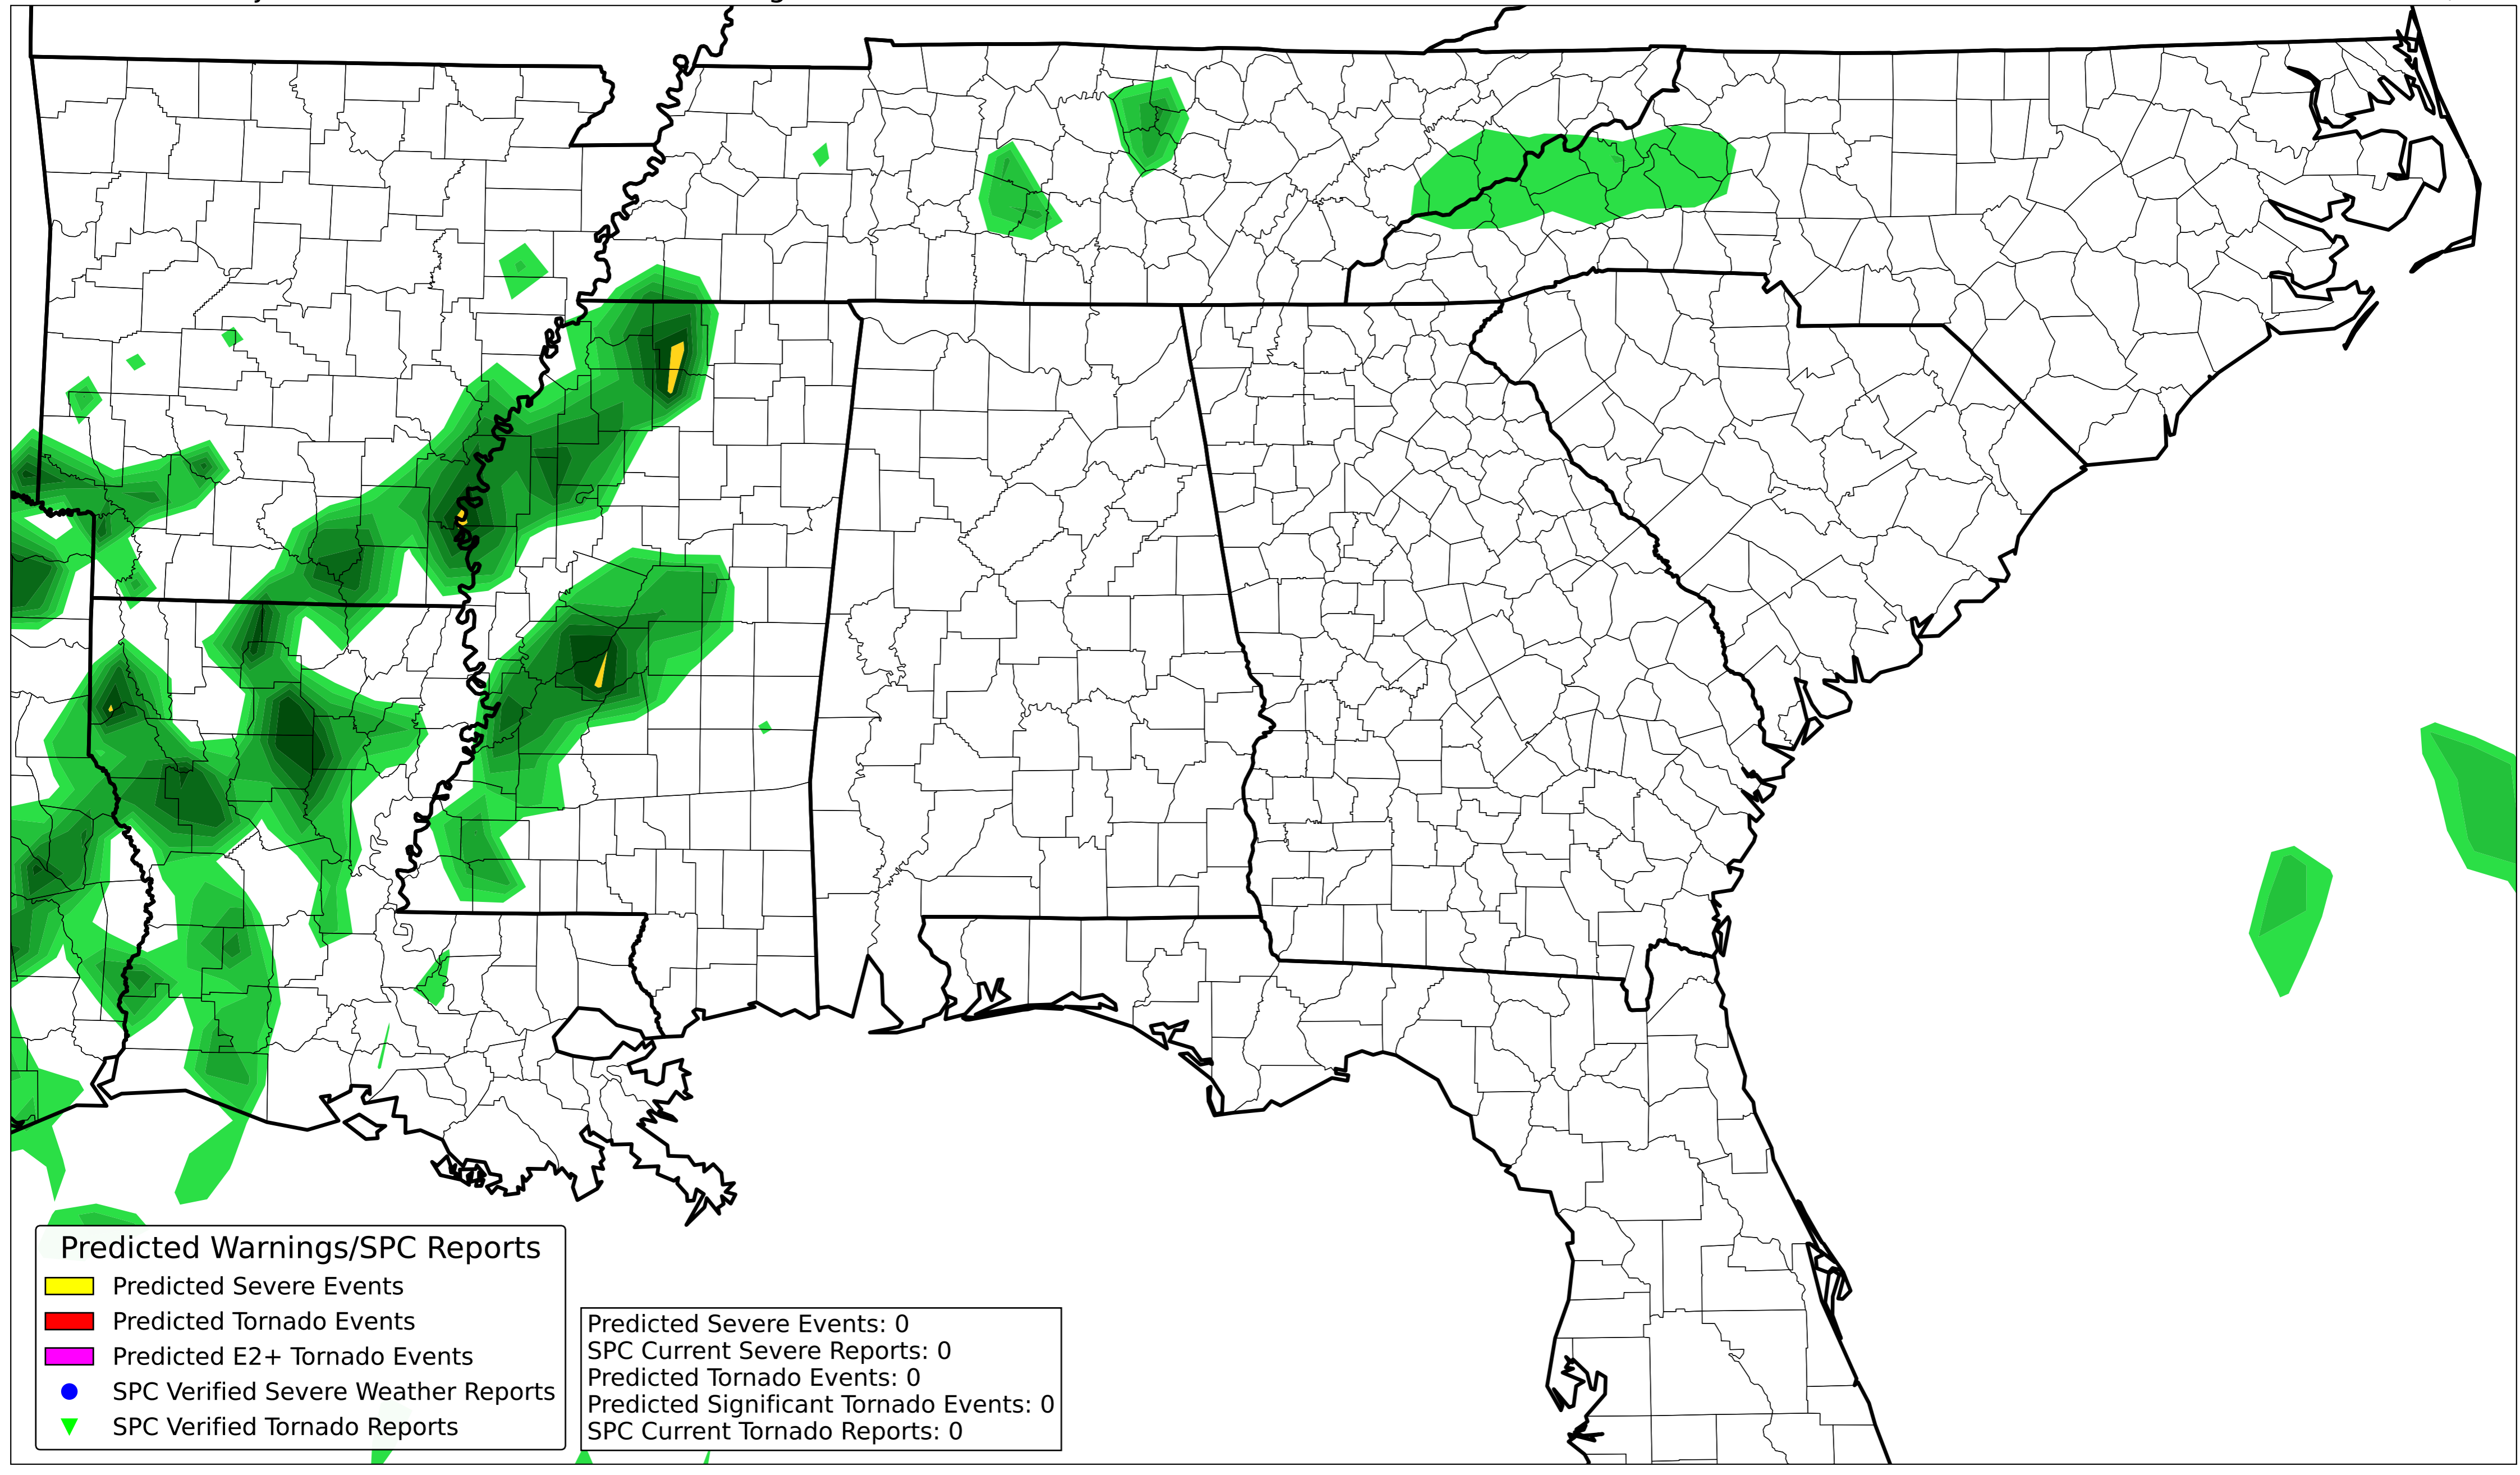 Predicted Warnings/SPC Reports
Predicted Severe Events
Predicted Tornado Events
Predicted E2+ Tornado Events
SPC Verified Severe Weather Reports
SPC Verified Tornado Reports
Predicted Severe Events: 0
SPC Current Severe Reports: 0
Predicted Tornado Events: 0
Predicted Significant Tornado Events: 0
SPC Current Tornado Reports: 0